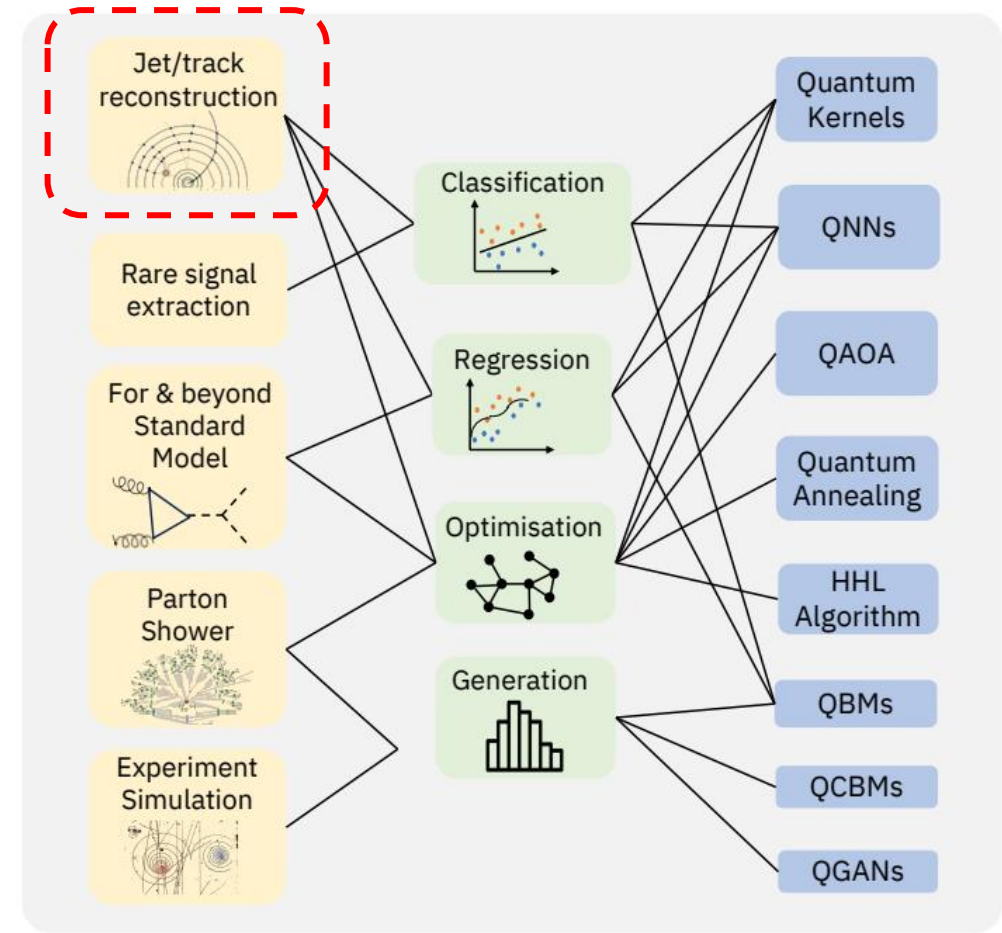 Jet/track
reconstruction
Rare signal
extraction
For & beyond
Standard
Model
Parton
Shower
Experiment
Simulation
Classification
Regression
Optimisation
Generation
Quantum
Kernels
QNNs
QAOA
Quantum
Annealing
HHL
Algorithm
QBMs
QCBMs
QGANs